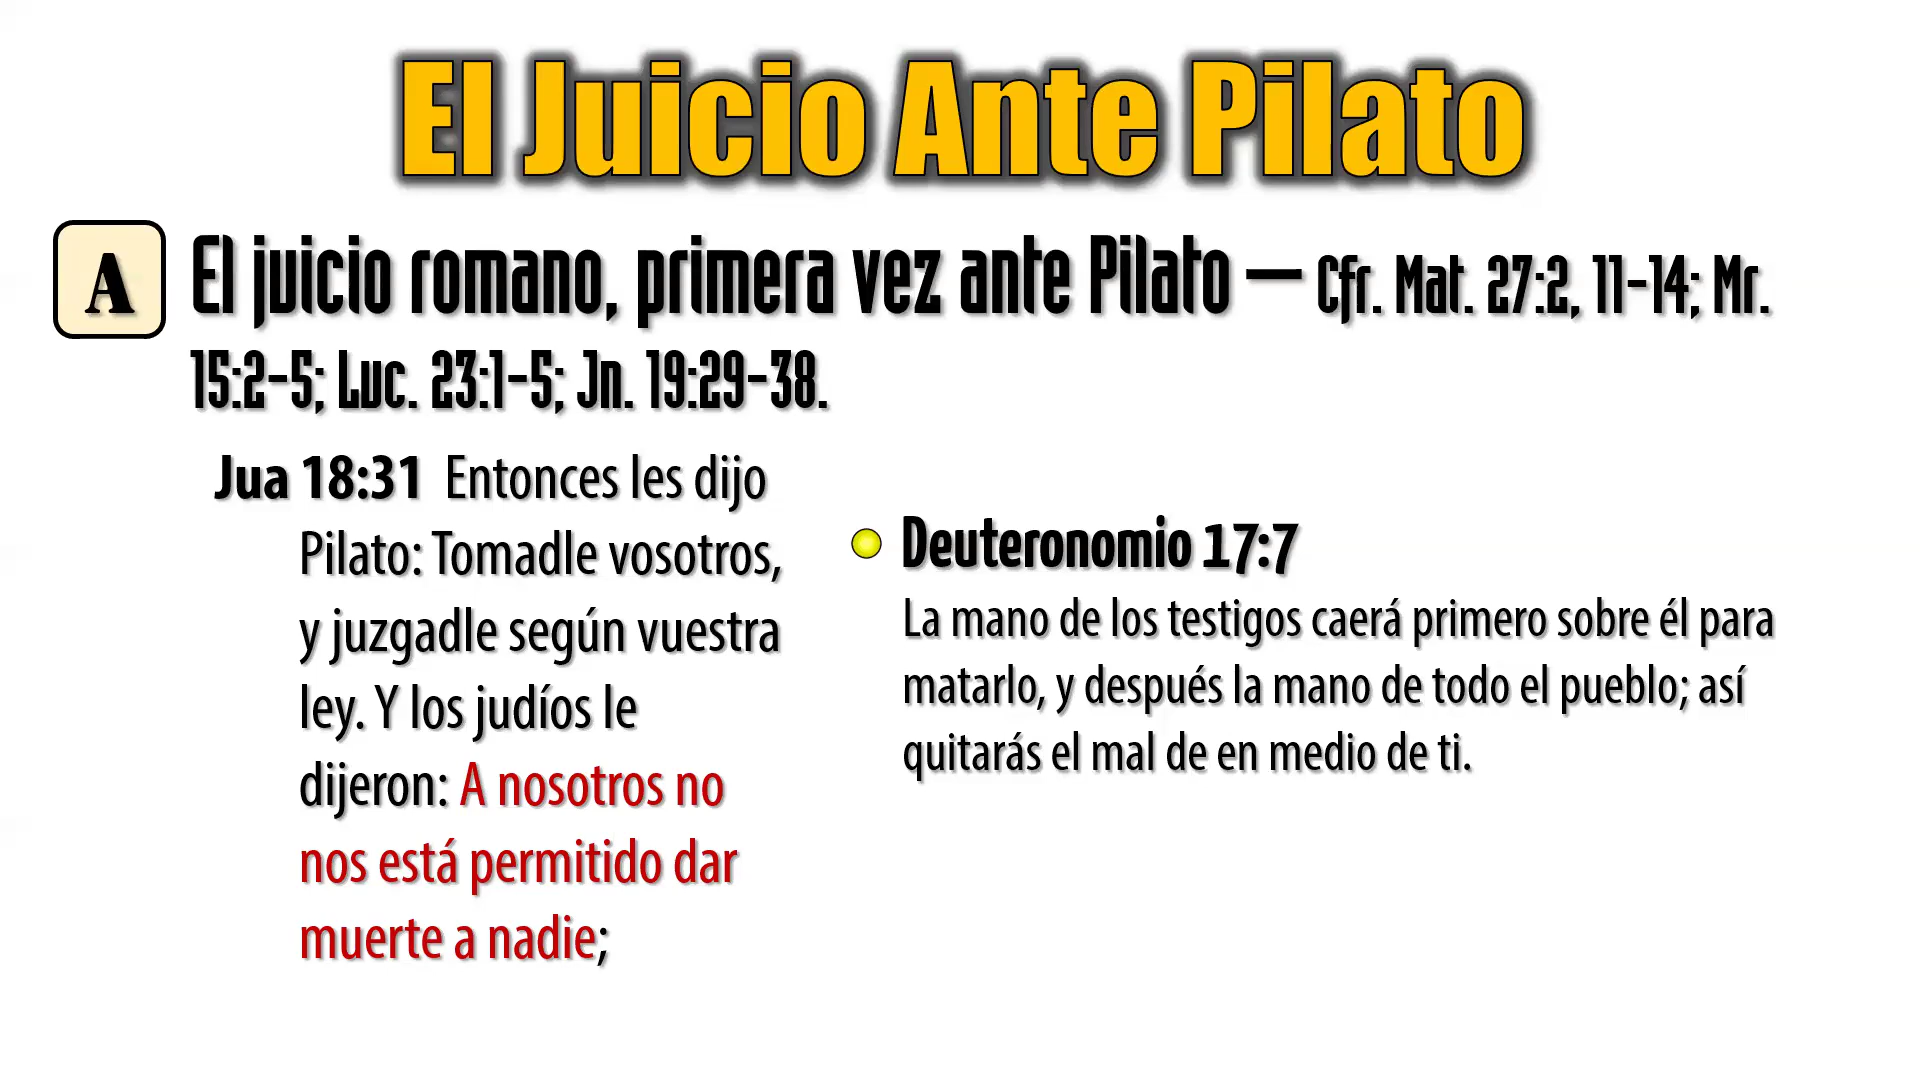 El Juicio Ante Pilato
A El juicio romano, primera vez ante Pilato — Cfr. Mat. 27:2, 11-14; Mr.
15:2-5; Luc. 23:1-5; Jn. 19:29-38.
Jua 18:31 Entonces les dijo
Pilato: Tomadle vosotros,
y juzgadle según vuestra
ley. Y los judíos le
dijeron: A nosotros no
nos está permitido dar
muerte a nadie;
Deuteronomio 17:7
La mano de los testigos caerá primero sobre él para
matarlo, y después la mano de todo el pueblo; así
quitarás el mal de en medio de ti.